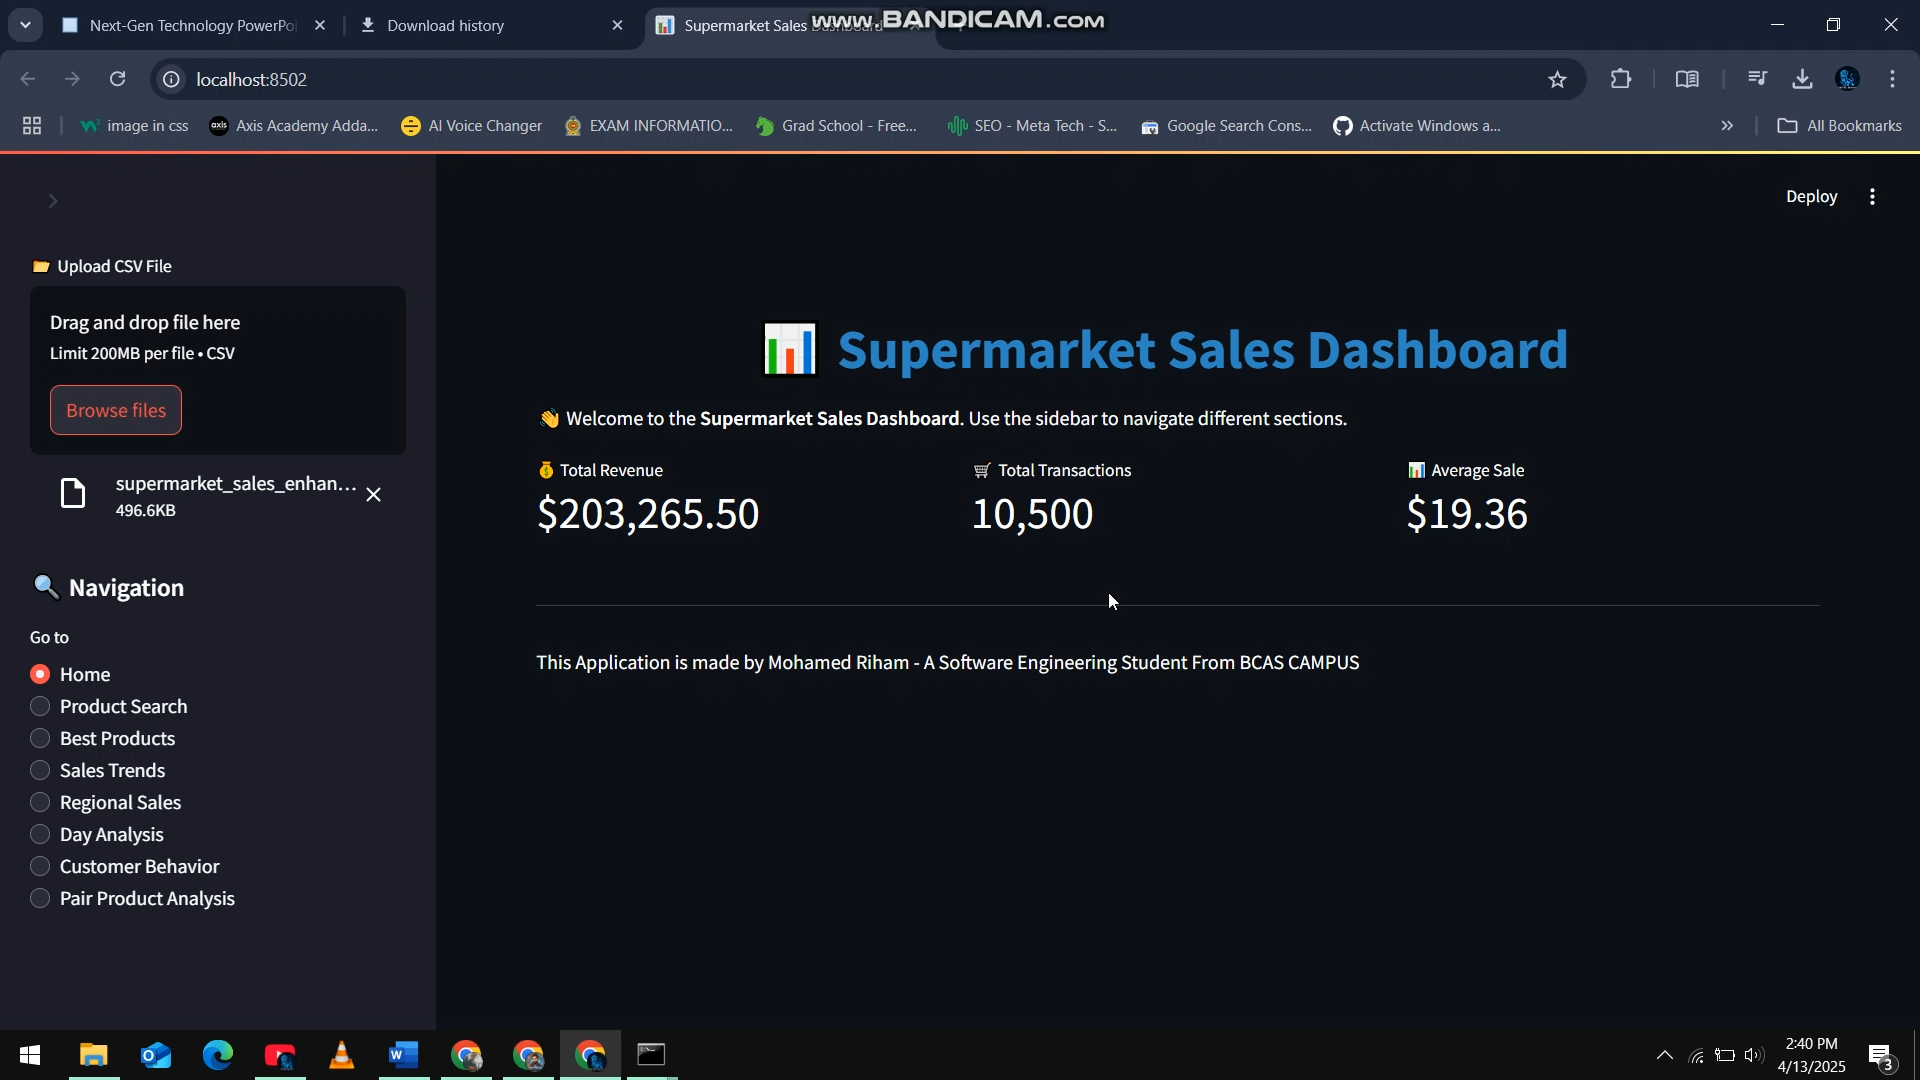 Next-Gen Technology PowerPoi
Download history
Supermarket Sales Dashboard
www.BANDICAM.COM
localhost:8502
image in css
axis
Axis Academy Adda...
AI Voice Changer
EXAM INFORMATIO...
Grad School - Free...
SEO - Meta Tech - S...
Google Search Cons...
Activate Windows a...
All Bookmarks
Deploy
Upload CSV File
Drag and drop file here
Limit 200MB per file • CSV
Browse files
supermarket_sales_enhan...
496.6KB
Navigation
Go to
Home
Product Search
Best Products
Sales Trends
Regional Sales
Day Analysis
Customer Behavior
Pair Product Analysis
Supermarket Sales Dashboard
Welcome to the Supermarket Sales Dashboard. Use the sidebar to navigate different sections.
Total Revenue
$203,265.50
Total Transactions
10,500
Average Sale
$19.36
This Application is made by Mohamed Riham - A Software Engineering Student From BCAS CAMPUS
2:40 PM
4/13/2025
3